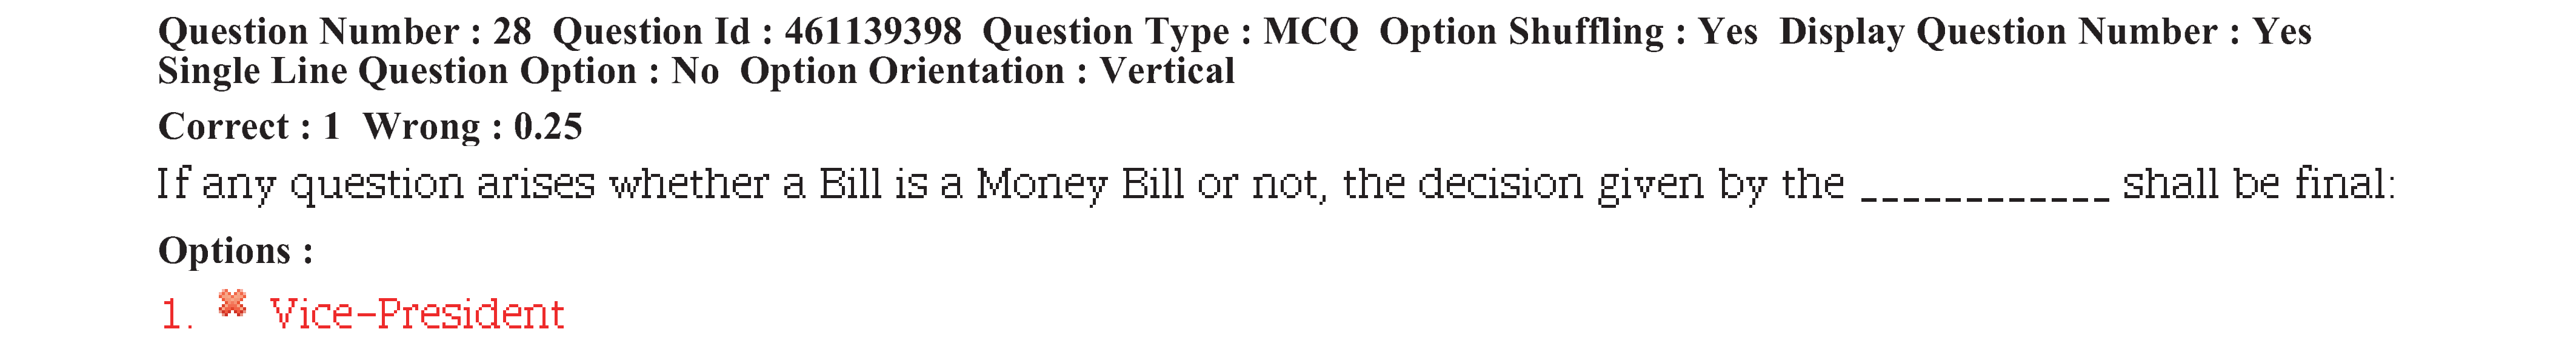 Question Number : 28 Question Id : 461139398 Question Type : MCQ Option Shuffling : Yes Display Question Number : Yes
Single Line Question Option : No Option Orientation : Vertical
Correct : 1 Wrong : 0.25
If any question arises whether a Bill is a Money Bill or not, the decision given by the ____________ shall be final:
Options :
1. ✖ Vice-President